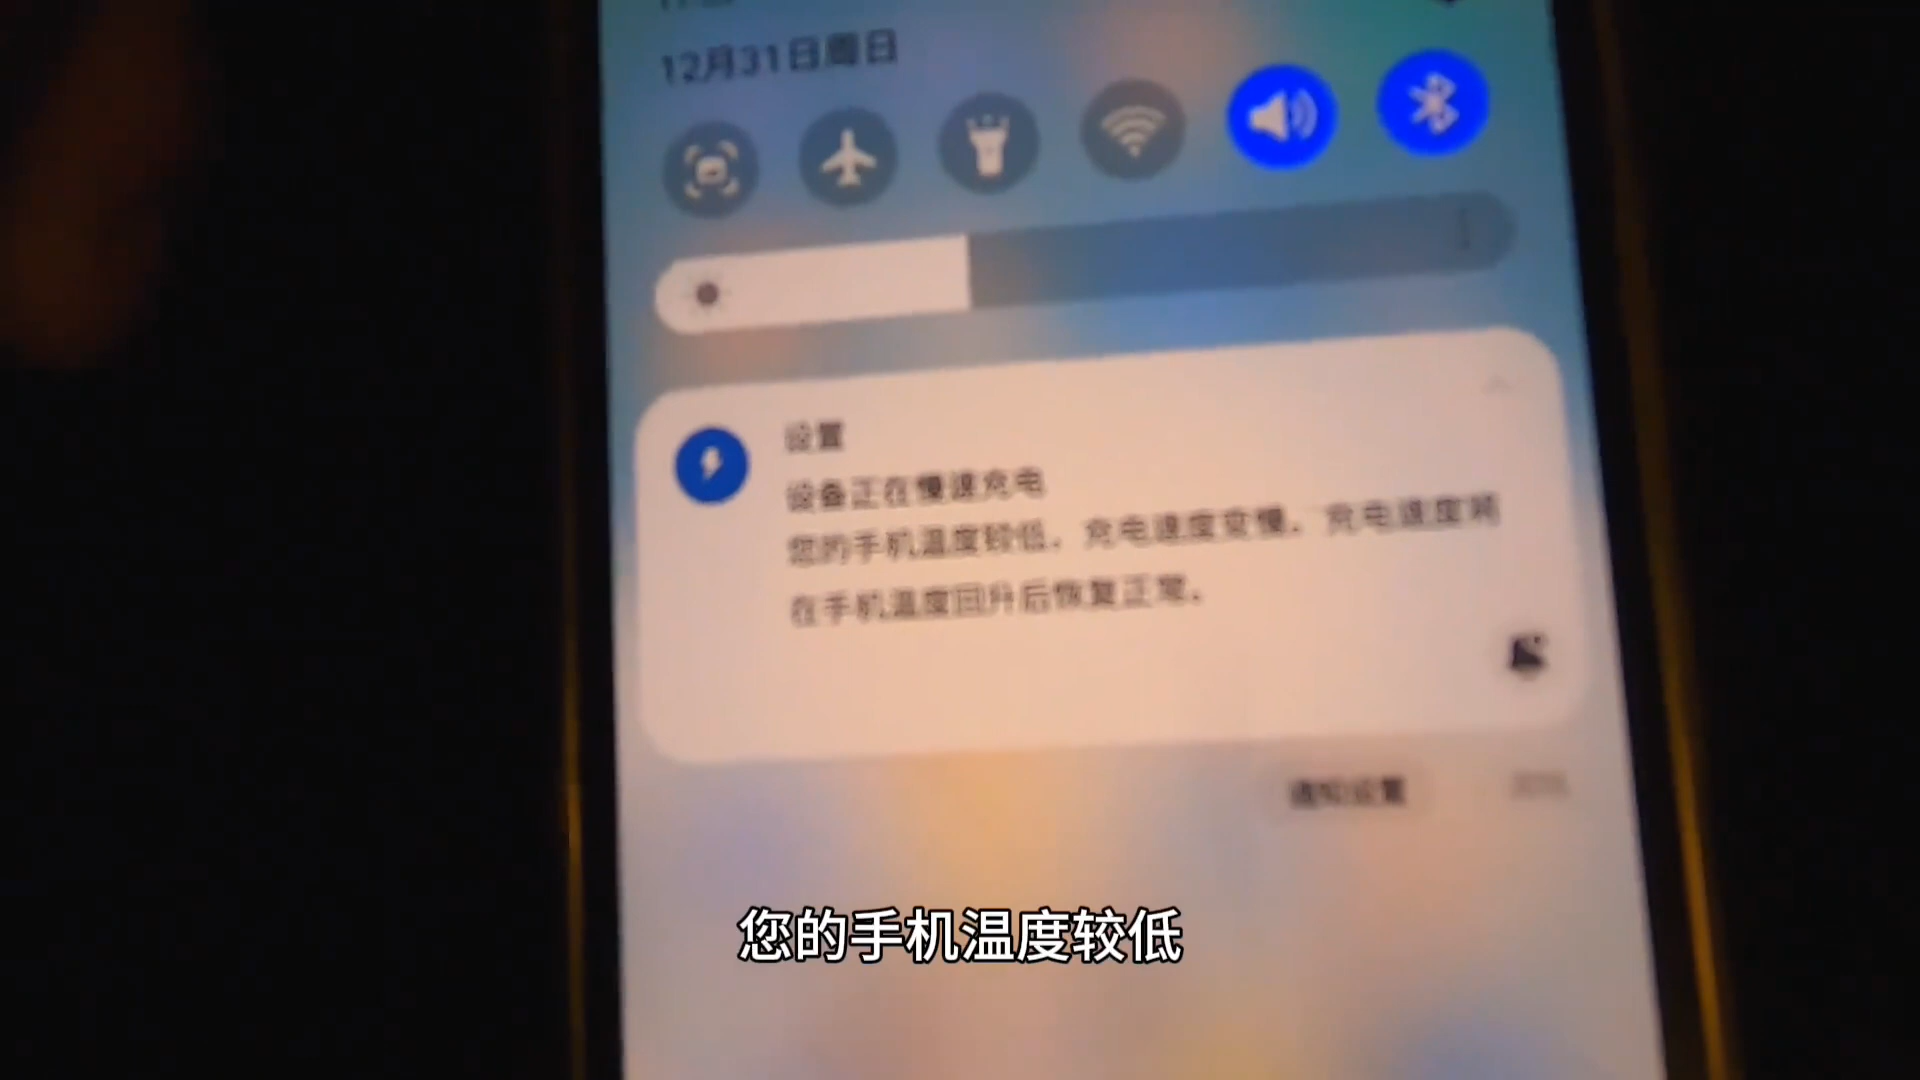 12月31日周日
设置
设备正在慢速充电
您的手机温度较低，充电速度变慢，充电速度将
在手机温度回升后恢复正常。
通知设置
您的手机温度较低